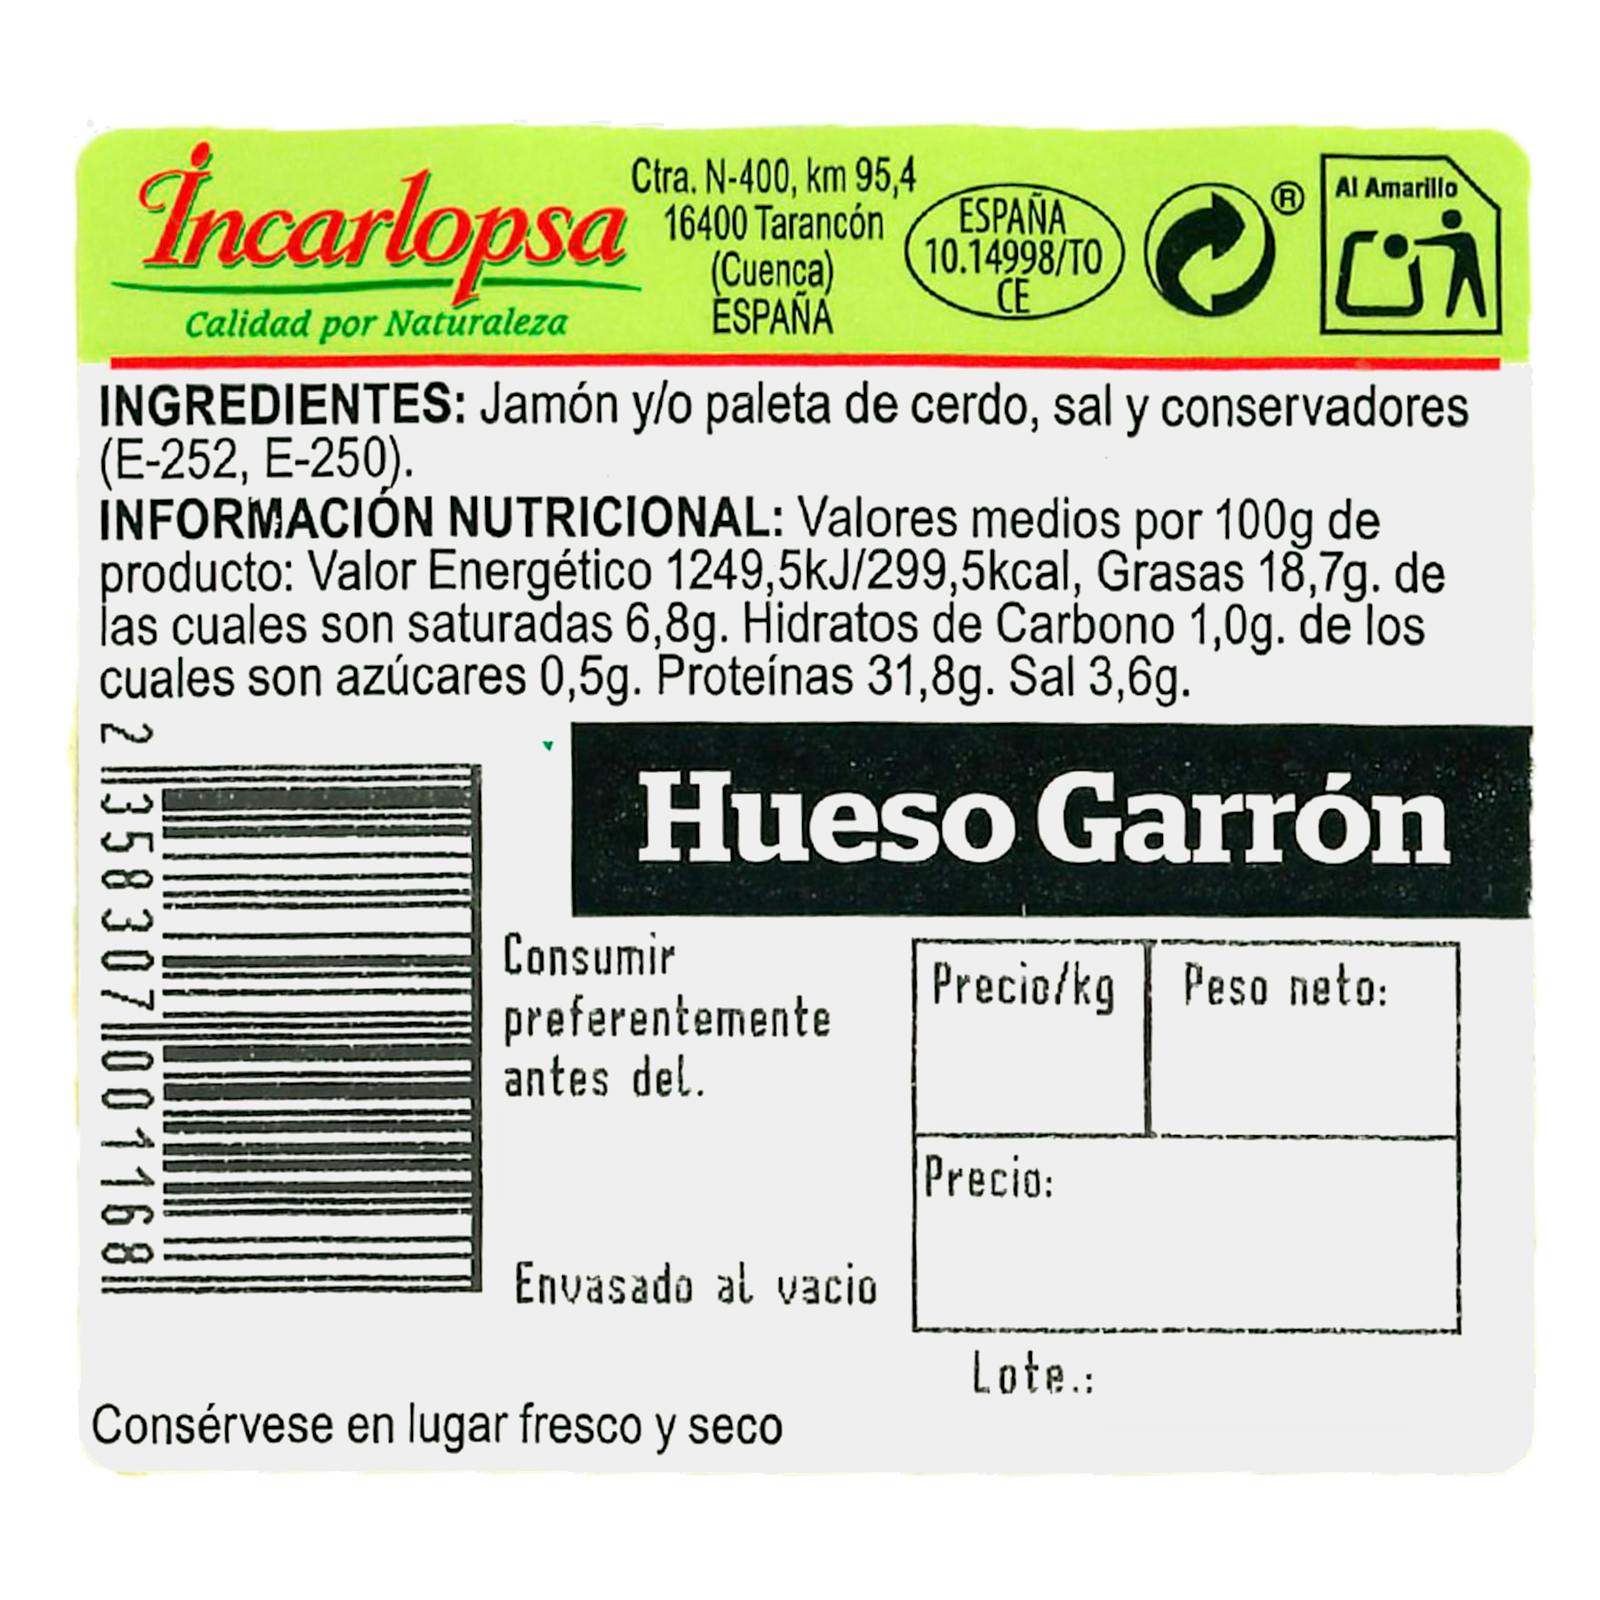 Incarlopsa
Calidad por Naturaleza
Ctra. N-400, km 95,4
16400 Tarancón
(Cuenca)
ESPAÑA
ESPAÑA
10.14998/TO
CE
®
Al Amarillo
INGREDIENTES: Jamón y/o paleta de cerdo, sal y conservadores
(E-252, E-250).
INFORMACIÓN NUTRICIONAL: Valores medios por 100g de
producto: Valor Energético 1249,5kJ/299,5kcal, Grasas 18,7g. de
las cuales son saturadas 6,8g. Hidratos de Carbono 1,0g. de los
cuales son azúcares 0,5g. Proteínas 31,8g. Sal 3,6g.
2 358307 001168
Hueso Garrón
Consumir
preferentemente
antes del.
Precio/kg
Peso neto:
Precio:
Envasado al vacio
Lote.:
Consérvese en lugar fresco y seco